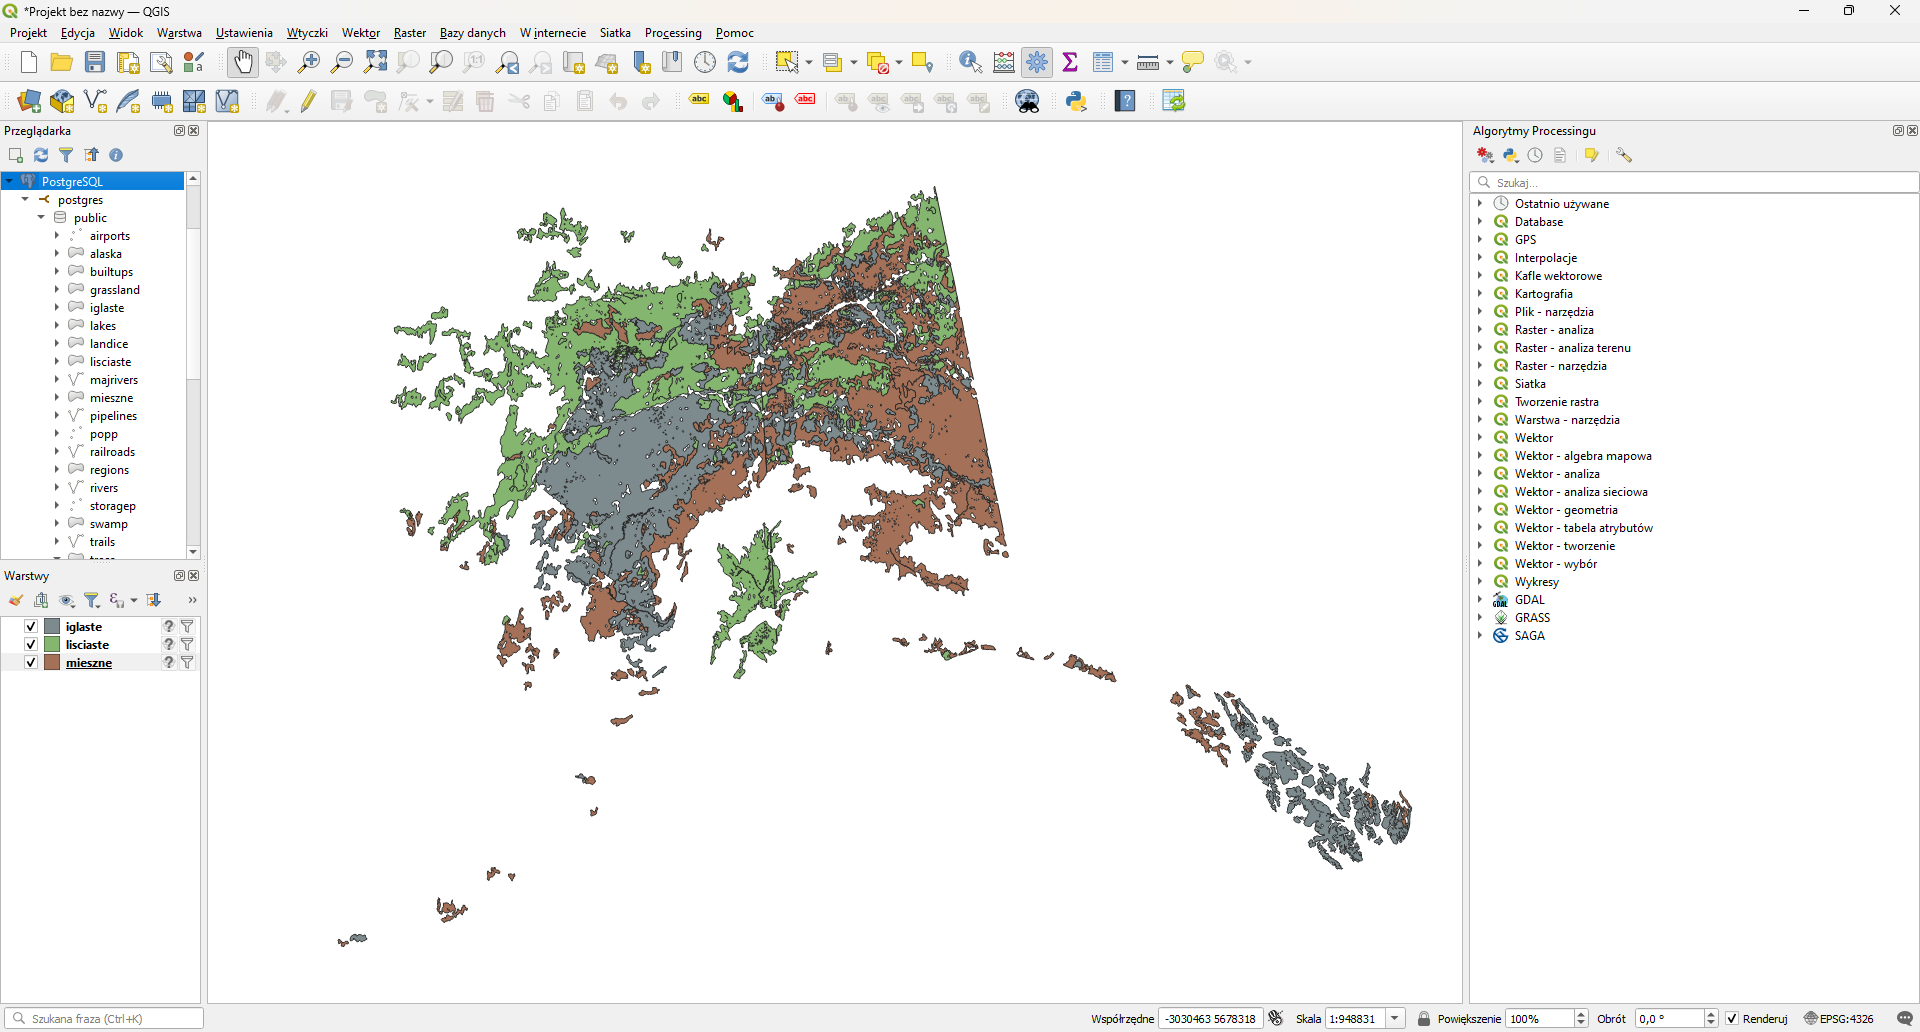 *Projekt bez nazwy — QGIS
Projekt Edycja Widok Warstwa Ustawienia Wtyczki Wektor Raster Bazy danych W internecie Siatka Processing Pomoc
Przeglądarka
PostgreSQL
postgres
public
airports
alaska
builtups
grassland
iglaste
lakes
landice
lisciaste
majrivers
mieszne
pipelines
popp
railroads
regions
rivers
storagep
swamp
trails
Warstwy
iglaste
lisciaste
mieszne
Algorytmy Processingu
Szukaj...
Ostatnio używane
Database
GPS
Interpolacje
Kafle wektorowe
Kartografia
Plik - narzędzia
Raster - analiza
Raster - analiza terenu
Raster - narzędzia
Siatka
Tworzenie rastra
Warstwa - narzędzia
Wektor
Wektor - algebra mapowa
Wektor - analiza
Wektor - analiza sieciowa
Wektor - geometria
Wektor - tabela atrybutów
Wektor - tworzenie
Wektor - wybór
Wykresy
GDAL
GRASS
SAGA
Szukana fraza (Ctrl+K)
Współrzędne -3030463 5678318 Skala 1:948831 Powiększenie 100% Obrót 0,0 ° Renderuj EPSG:4326